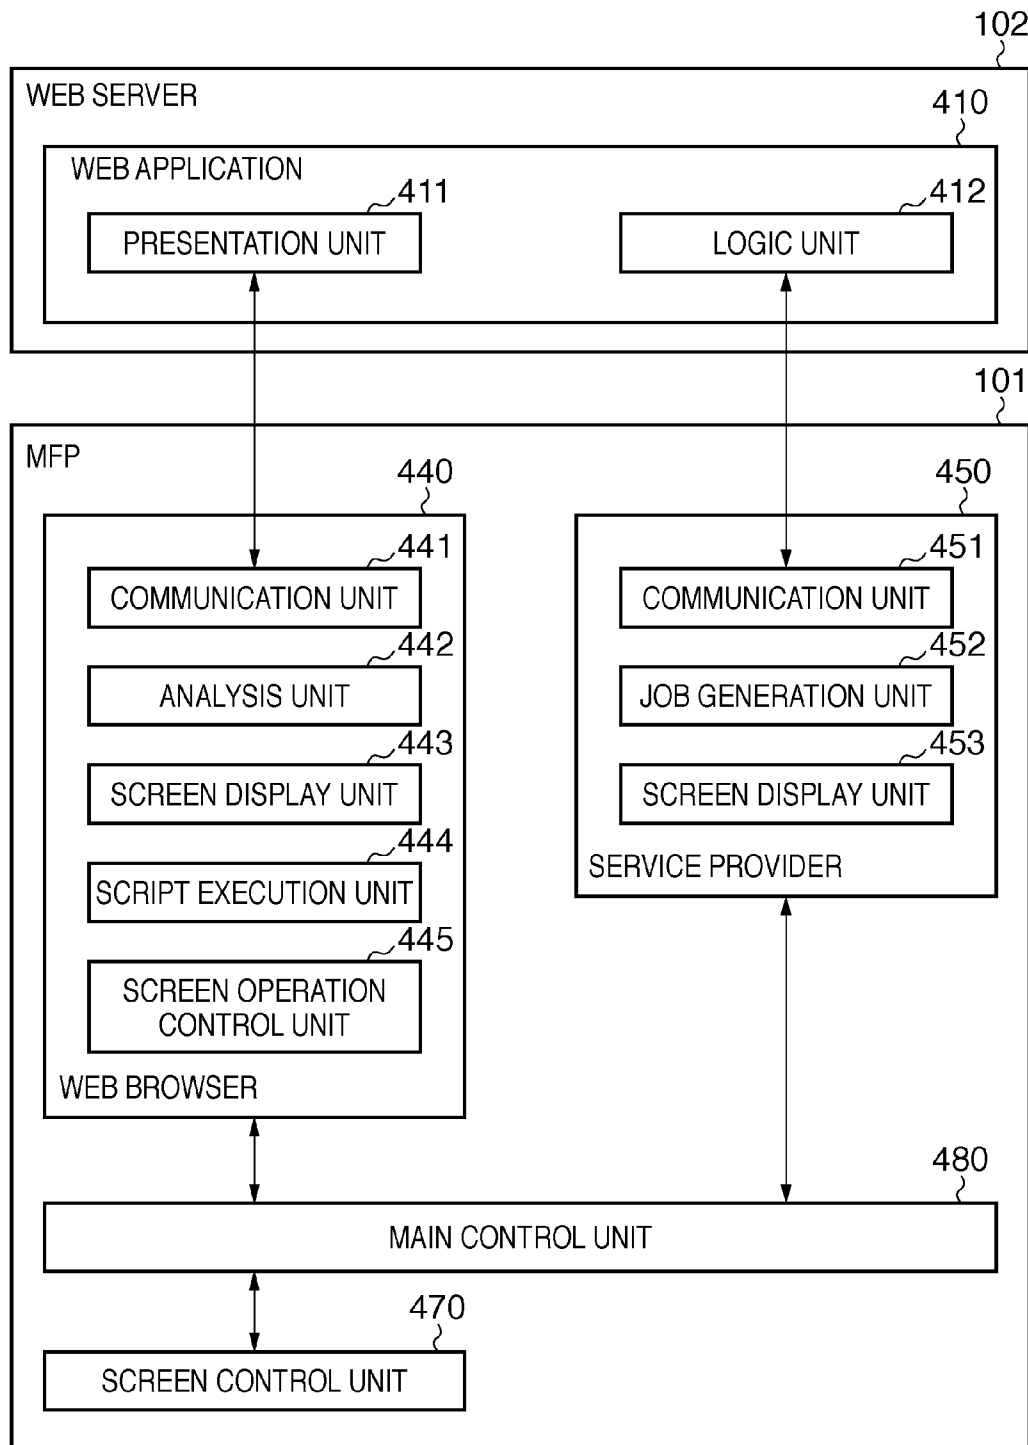 102
WEB SERVER
410
WEB APPLICATION
411
412
PRESENTATION UNIT
LOGIC UNIT
101
MFP
440
450
441
451
COMMUNICATION UNIT
COMMUNICATION UNIT
442
452
ANALYSIS UNIT
JOB GENERATION UNIT
443
453
SCREEN DISPLAY UNIT
SCREEN DISPLAY UNIT
444
SERVICE PROVIDER
SCRIPT EXECUTION UNIT
445
SCREEN OPERATION
CONTROL UNIT
WEB BROWSER
480
MAIN CONTROL UNIT
470
SCREEN CONTROL UNIT